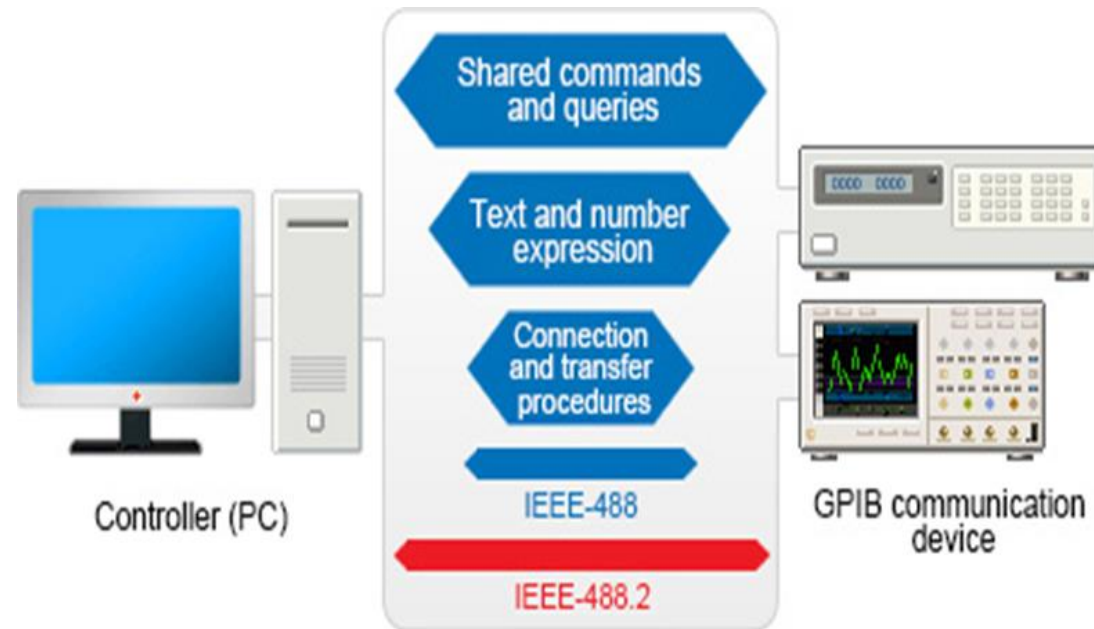 Shared commands
and queries
Text and number
expression
Connection
and transfer
procedures
IEEE-488
IEEE-488.2
Controller (PC)
GPIB communication
device